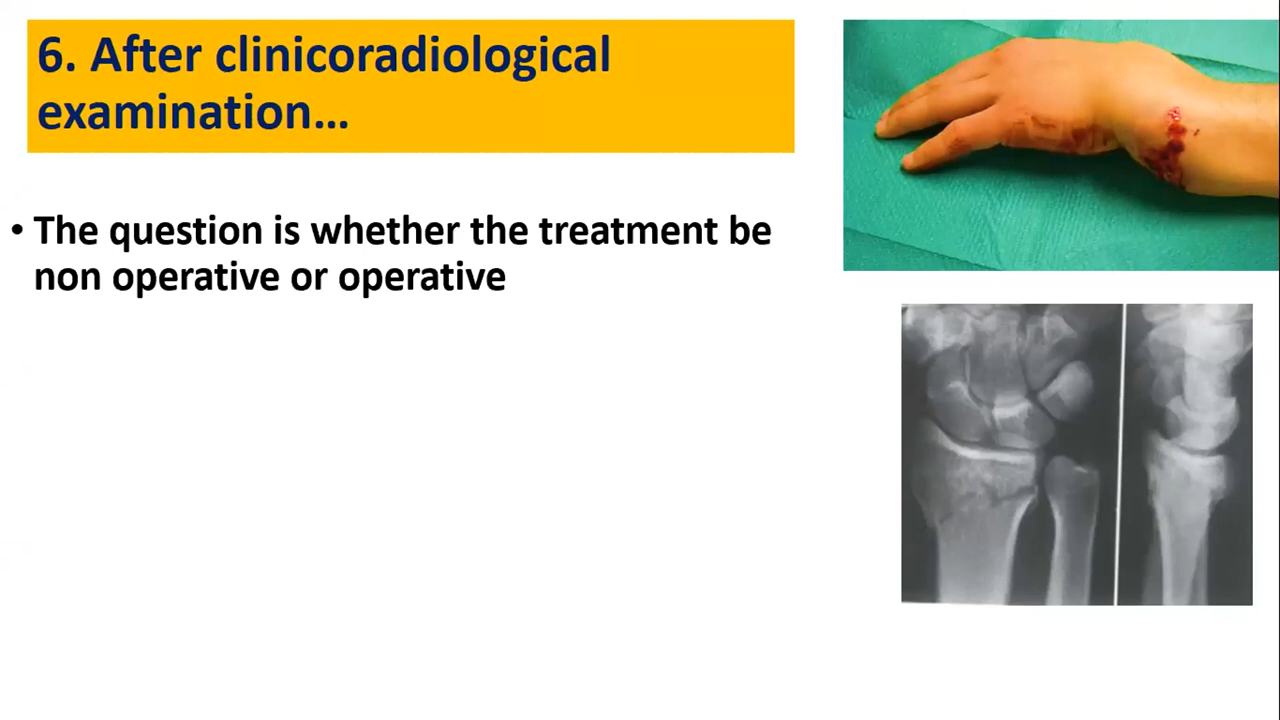 6. After clinicoradiological
examination…
• The question is whether the treatment be
non operative or operative